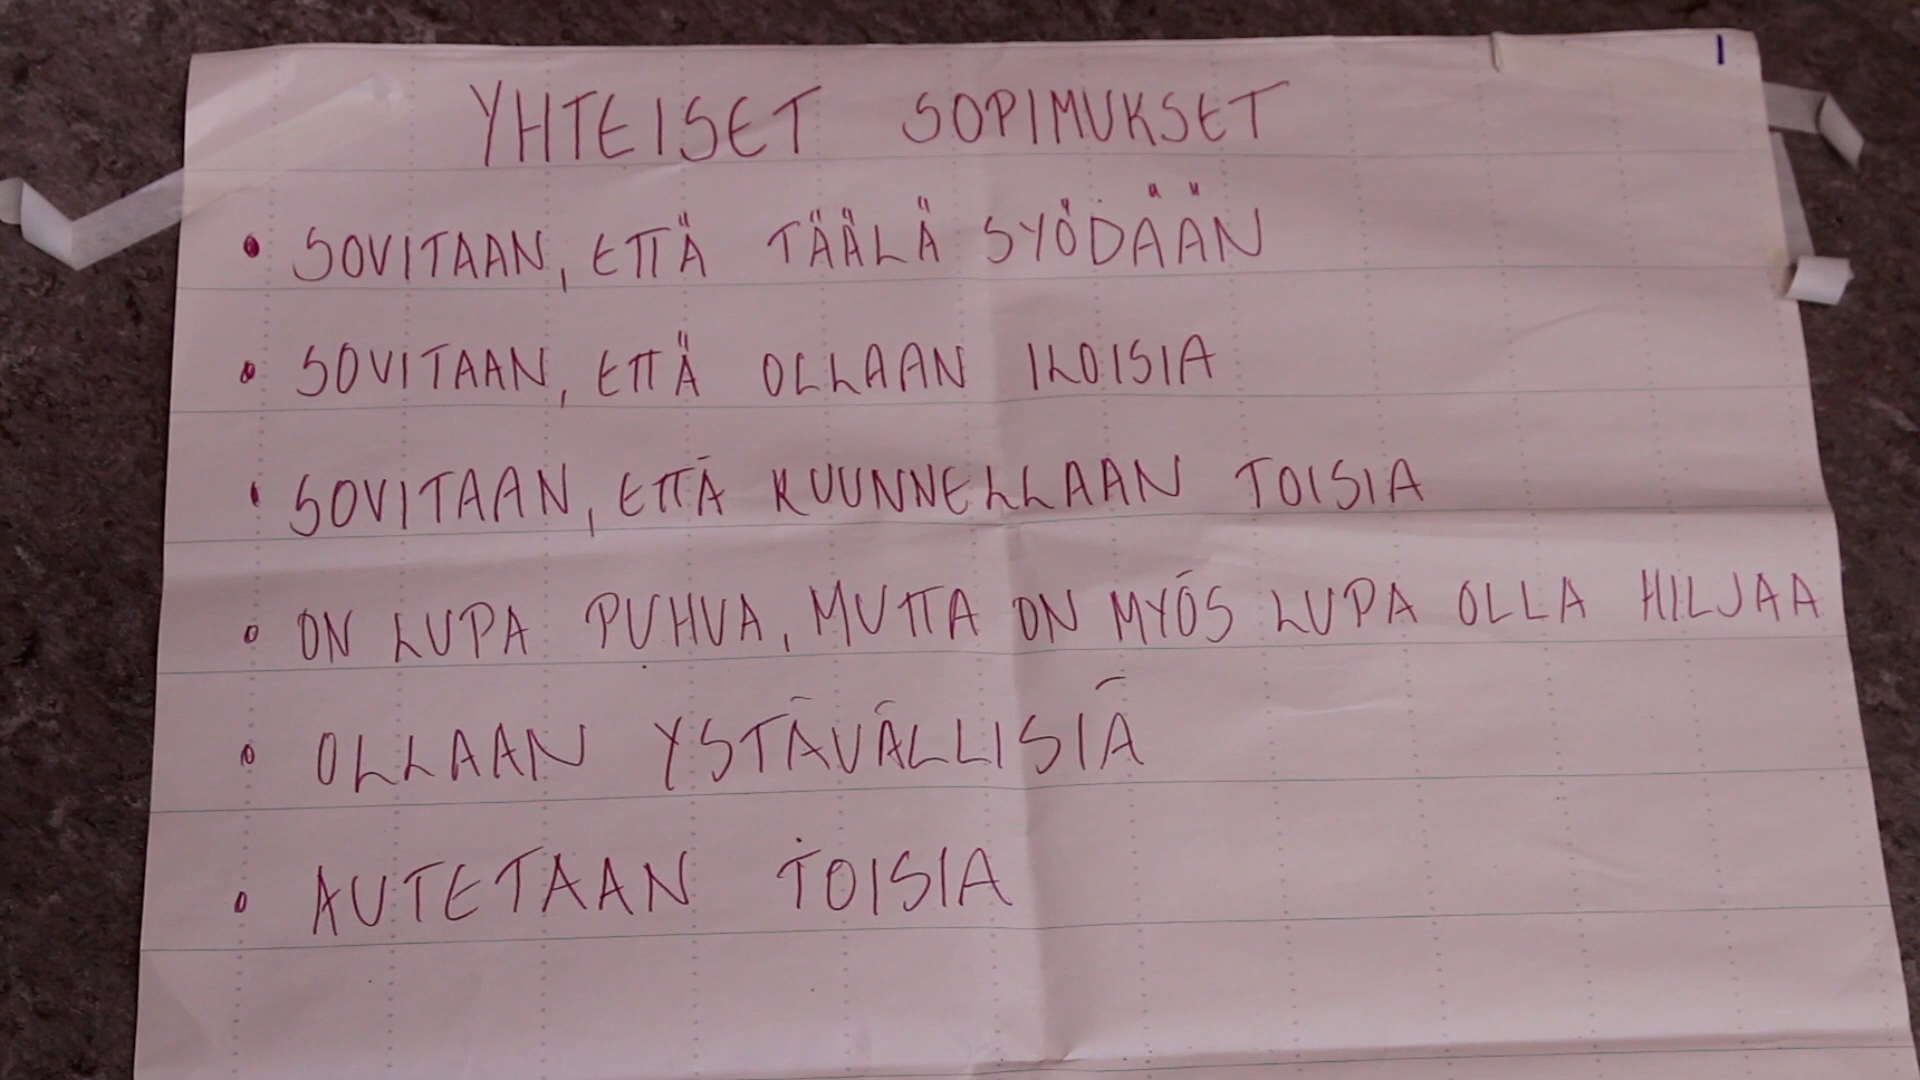 YHTEISET SOPIMUKSET
• SOVITAAN, ETTÄ TÄÄLÄ SYÖDÄÄN
• SOVITAAN, ETTÄ OLLAAN ILOISIA
• SOVITAAN, ETTÄ KUUNNELLAAN TOISIA
• ON LUPA PUHUA, MUTTA ON MYÖS LUPA OLLA HILJAA
• OLLAAN YSTÄVÄLLISIÄ
• AUTETAAN TOISIA